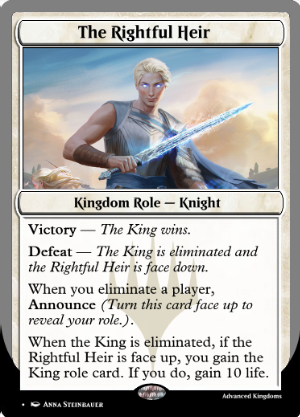 The Rightful Heir
Kingdom Role — Knight
Victory — The King wins.
Defeat — The King is eliminated and
the Rightful Heir is face down.
When you eliminate a player,
Announce (Turn this card face up to
reveal your role.).
When the King is eliminated, if the
Rightful Heir is face up, you gain the
King role card. If you do, gain 10 life.
Anna Steinbauer
Advanced Kingdoms